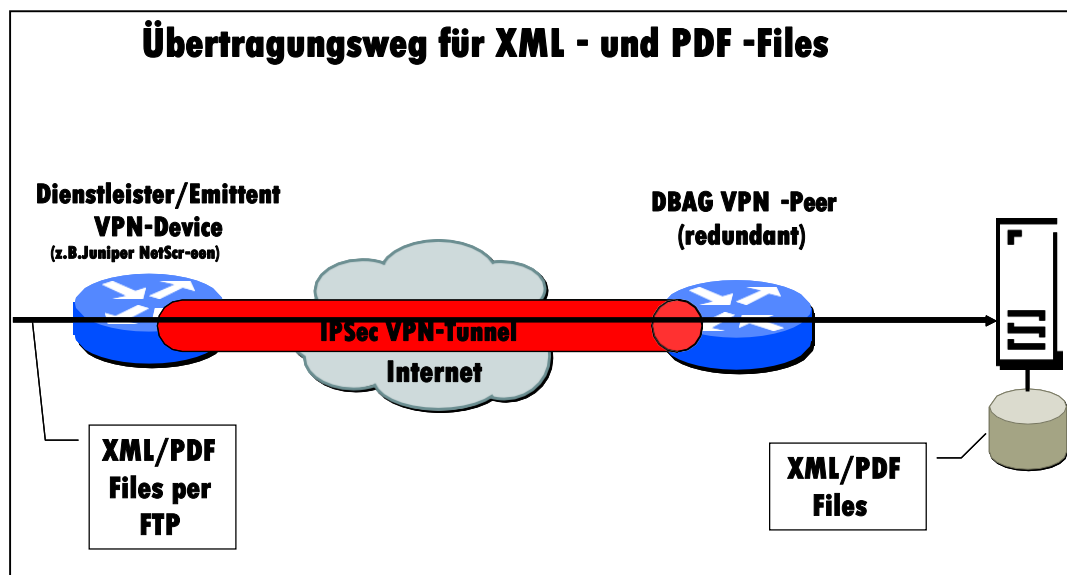 Übertragungsweg für XML - und PDF -Files
Dienstleister/Emittent
VPN-Device
(z.B.Juniper NetScr-een)
DBAG VPN -Peer
(redundant)
IPSec VPN-Tunnel
Internet
XML/PDF
Files per
FTP
XML/PDF
Files